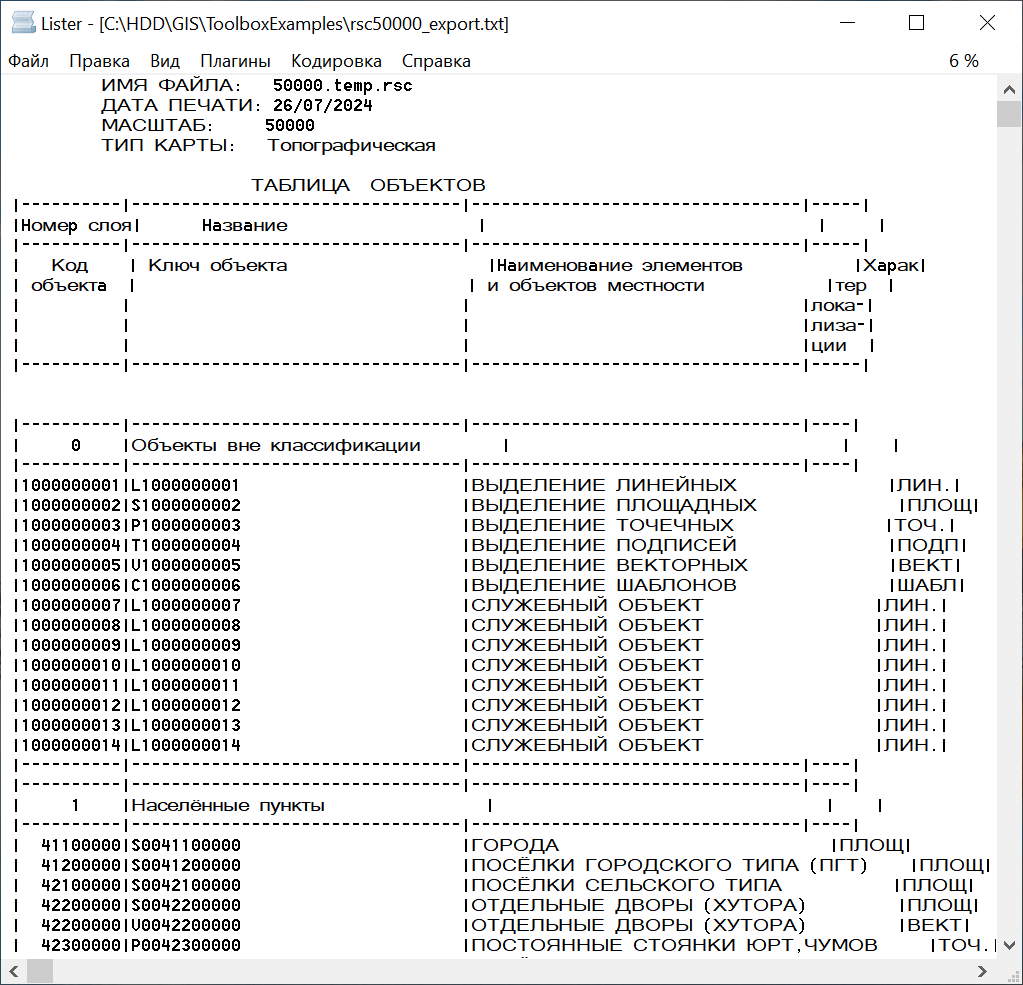 Lister - [C:\HDD\GIS\ToolboxExamples\rsc50000_export.txt]
Файл Правка Вид Плагины Кодировка Справка 6 %
ИМЯ ФАЙЛА: 50000.temp.rsc
ДАТА ПЕЧАТИ: 26/07/2024
МАСШТАБ: 50000
ТИП КАРТЫ: Топографическая
ТАБЛИЦА ОБЪЕКТОВ
|----------|---------------------------------|---------------------------------|-----|
|Номер слоя| Название | | |
|----------|---------------------------------|---------------------------------|-----|
| Код | Ключ объекта |Наименование элементов |Харак|
| объекта | | и объектов местности |тер |
| | | |лока-|
| | | |лиза-|
| | | |ции |
|----------|---------------------------------|---------------------------------|-----|
|----------|---------------------------------|---------------------------------|----|
| 0 |Объекты вне классификации | | |
|----------|---------------------------------|---------------------------------|----|
|1000000001|L1000000001 |ВЫДЕЛЕНИЕ ЛИНЕЙНЫХ |ЛИН.|
|1000000002|S1000000002 |ВЫДЕЛЕНИЕ ПЛОЩАДНЫХ |ПЛОЩ|
|1000000003|P1000000003 |ВЫДЕЛЕНИЕ ТОЧЕЧНЫХ |ТОЧ.|
|1000000004|T1000000004 |ВЫДЕЛЕНИЕ ПОДПИСЕЙ |ПОДП|
|1000000005|V1000000005 |ВЫДЕЛЕНИЕ ВЕКТОРНЫХ |ВЕКТ|
|1000000006|C1000000006 |ВЫДЕЛЕНИЕ ШАБЛОНОВ |ШАБЛ|
|1000000007|L1000000007 |СЛУЖЕБНЫЙ ОБЪЕКТ |ЛИН.|
|1000000008|L1000000008 |СЛУЖЕБНЫЙ ОБЪЕКТ |ЛИН.|
|1000000009|L1000000009 |СЛУЖЕБНЫЙ ОБЪЕКТ |ЛИН.|
|1000000010|L1000000010 |СЛУЖЕБНЫЙ ОБЪЕКТ |ЛИН.|
|1000000011|L1000000011 |СЛУЖЕБНЫЙ ОБЪЕКТ |ЛИН.|
|1000000012|L1000000012 |СЛУЖЕБНЫЙ ОБЪЕКТ |ЛИН.|
|1000000013|L1000000013 |СЛУЖЕБНЫЙ ОБЪЕКТ |ЛИН.|
|1000000014|L1000000014 |СЛУЖЕБНЫЙ ОБЪЕКТ |ЛИН.|
|----------|---------------------------------|---------------------------------|----|
|----------|---------------------------------|---------------------------------|----|
| 1 |Населённые пункты | | |
|----------|---------------------------------|---------------------------------|----|
| 41100000|S0041100000 |ГОРОДА |ПЛОЩ|
| 41200000|S0041200000 |ПОСЁЛКИ ГОРОДСКОГО ТИПА (ПГТ) |ПЛОЩ|
| 42100000|S0042100000 |ПОСЁЛКИ СЕЛЬСКОГО ТИПА |ПЛОЩ|
| 42200000|S0042200000 |ОТДЕЛЬНЫЕ ДВОРЫ (ХУТОРА) |ПЛОЩ|
| 42200000|V0042200000 |ОТДЕЛЬНЫЕ ДВОРЫ (ХУТОРА) |ВЕКТ|
| 42300000|P0042300000 |ПОСТОЯННЫЕ СТОЯНКИ ЮРТ,ЧУМОВ |ТОЧ.|